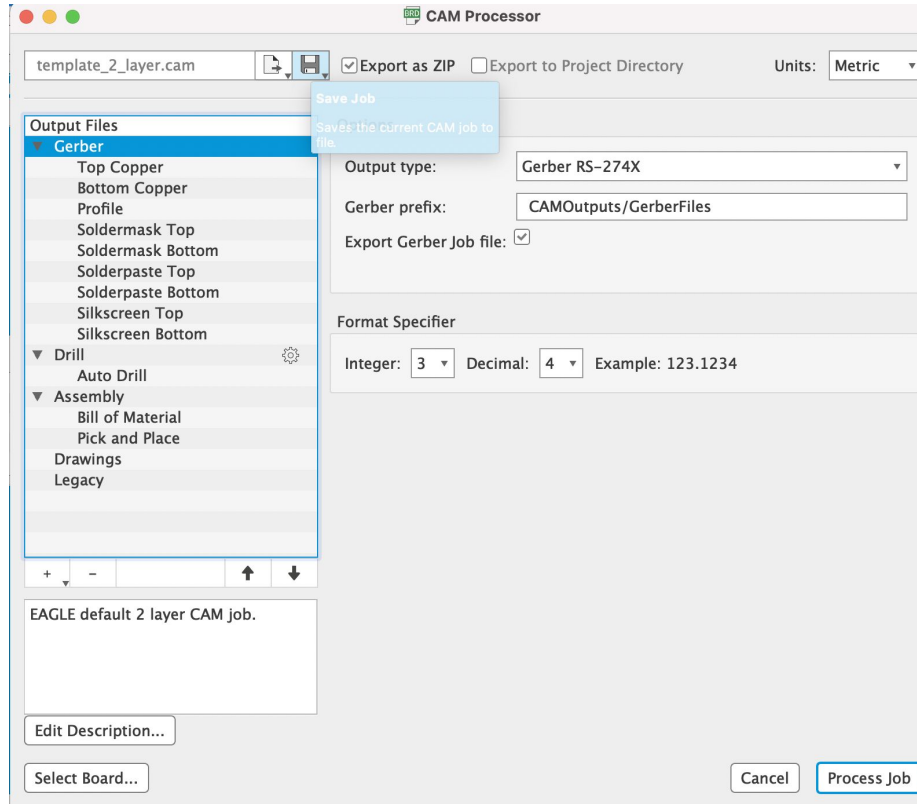 BRD CAM Processor
template_2_layer.cam
Export as ZIP
Export to Project Directory
Units: Metric
Save Job
Saves the current CAM job to
file.
Output Files
Gerber
Top Copper
Bottom Copper
Profile
Soldermask Top
Soldermask Bottom
Solderpaste Top
Solderpaste Bottom
Silkscreen Top
Silkscreen Bottom
Drill
Auto Drill
Assembly
Bill of Material
Pick and Place
Drawings
Legacy
+ -
EAGLE default 2 layer CAM job.
Edit Description...
Select Board...
Options
Output type: Gerber RS-274X
Gerber prefix: CAMOutputs/GerberFiles
Export Gerber Job file:
Format Specifier
Integer: 3 Decimal: 4 Example: 123.1234
Cancel
Process Job